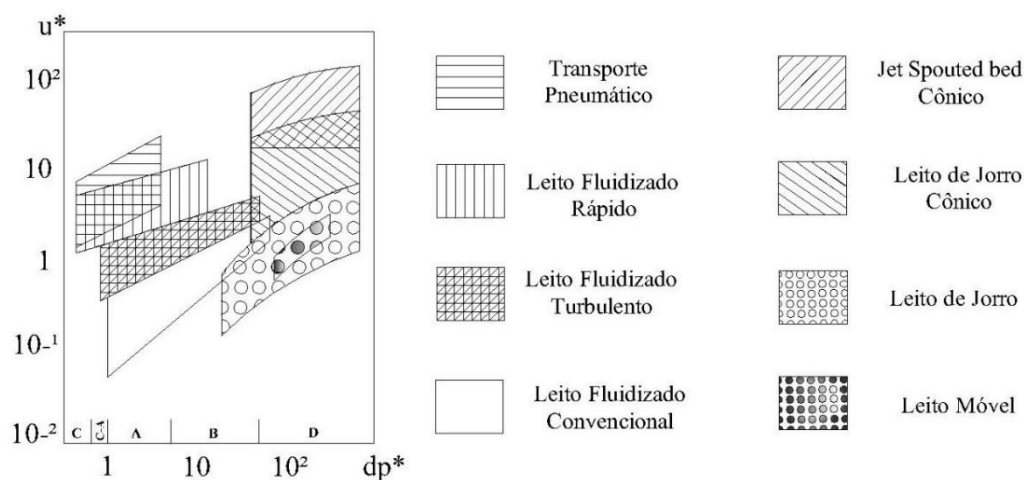 u*
10²
10
1
10⁻¹
10⁻²
C
C-A
A
B
D
1
10
10²
dp*
Transporte
Pneumático
Leito Fluidizado
Rápido
Leito Fluidizado
Turbulento
Leito Fluidizado
Convencional
Jet Spouted bed
Cônico
Leito de Jorro
Cônico
Leito de Jorro
Leito Móvel